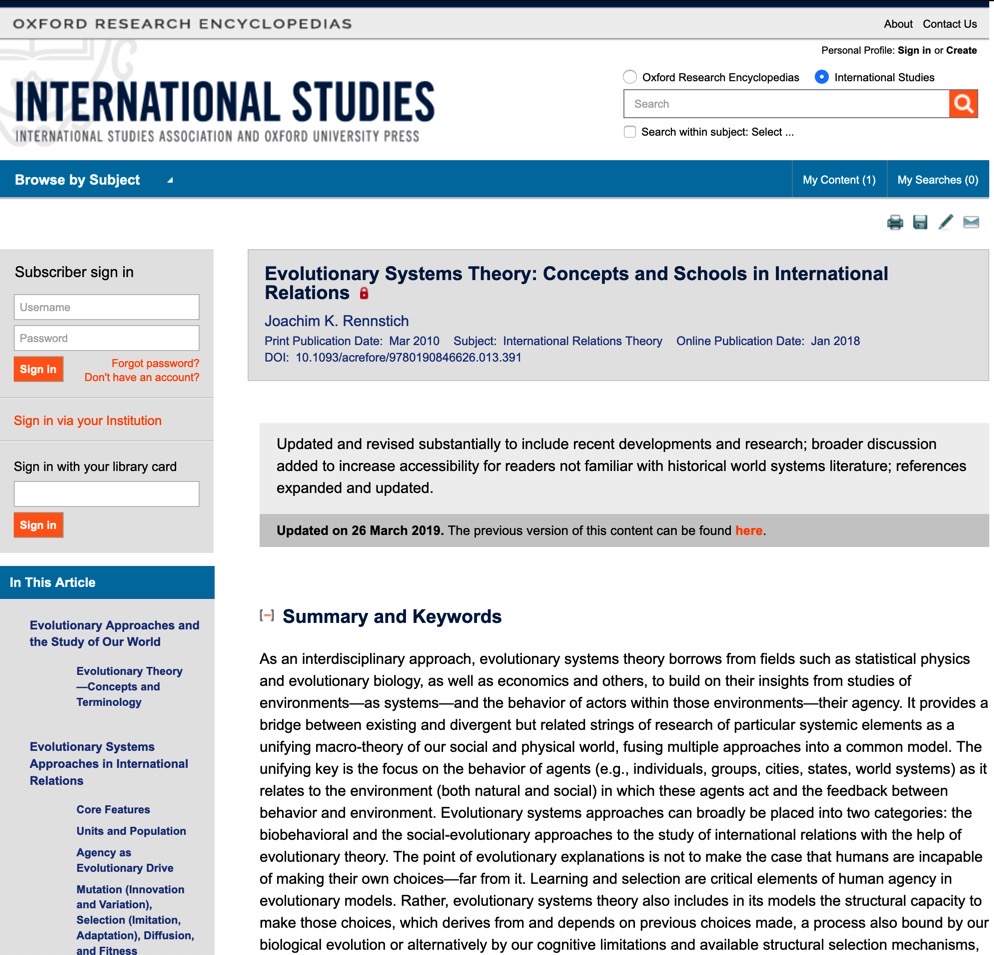 OXFORD RESEARCH ENCYCLOPEDIAS
About Contact Us
Personal Profile: Sign in or Create
Oxford Research Encyclopedias International Studies
INTERNATIONAL STUDIES
INTERNATIONAL STUDIES ASSOCIATION AND OXFORD UNIVERSITY PRESS
Search
Search within subject: Select ...
Browse by Subject
My Content (1) My Searches (0)
Subscriber sign in
Username
Password
Sign in
Forgot password?
Don't have an account?
Sign in via your Institution
Sign in with your library card
Sign in
In This Article
Evolutionary Approaches and
the Study of Our World
Evolutionary Theory
—Concepts and
Terminology
Evolutionary Systems
Approaches in International
Relations
Core Features
Units and Population
Agency as
Evolutionary Drive
Mutation (Innovation
and Variation),
Selection (Imitation,
Adaptation), Diffusion,
and Fitness
Evolutionary Systems Theory: Concepts and Schools in International
Relations
Joachim K. Rennstich
Print Publication Date: Mar 2010 Subject: International Relations Theory Online Publication Date: Jan 2018
DOI: 10.1093/acrefore/9780190846626.013.391
Updated and revised substantially to include recent developments and research; broader discussion
added to increase accessibility for readers not familiar with historical world systems literature; references
expanded and updated.
Updated on 26 March 2019. The previous version of this content can be found here.
[–] Summary and Keywords
As an interdisciplinary approach, evolutionary systems theory borrows from fields such as statistical physics
and evolutionary biology, as well as economics and others, to build on their insights from studies of
environments—as systems—and the behavior of actors within those environments—their agency. It provides a
bridge between existing and divergent but related strings of research of particular systemic elements as a
unifying macro-theory of our social and physical world, fusing multiple approaches into a common model. The
unifying key is the focus on the behavior of agents (e.g., individuals, groups, cities, states, world systems) as it
relates to the environment (both natural and social) in which these agents act and the feedback between
behavior and environment. Evolutionary systems approaches can broadly be placed into two categories: the
biobehavioral and the social-evolutionary approaches to the study of international relations with the help of
evolutionary theory. The point of evolutionary explanations is not to make the case that humans are incapable
of making their own choices—far from it. Learning and selection are critical elements of human agency in
evolutionary models. Rather, evolutionary systems theory also includes in its models the structural capacity to
make those choices, which derives from and depends on previous choices made, a process also bound by our
biological evolution or alternatively by our cognitive limitations and available structural selection mechanisms,